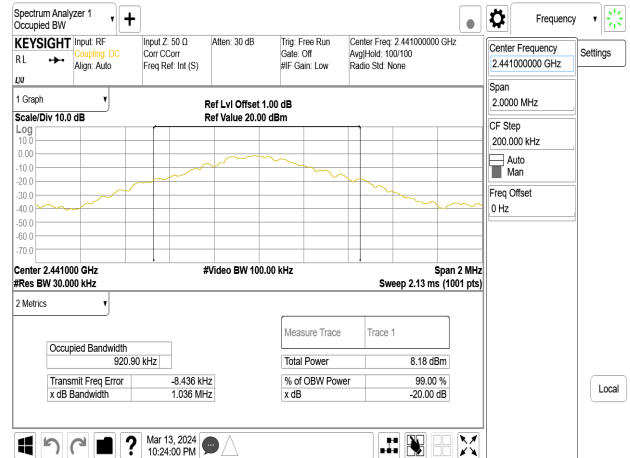 Spectrum Analyzer 1
Occupied BW
Frequency
KEYSIGHT
R L
Input: RF
Coupling: DC
Align: Auto
Input Z: 50 Ω
Corr CCorr
Freq Ref: Int (S)
Atten: 30 dB
Trig: Free Run
Gate: Off
#IF Gain: Low
Center Freq: 2.441000000 GHz
Avg|Hold: 100/100
Radio Std: None
Center Frequency
2.441000000 GHz
Settings
Span
2.0000 MHz
CF Step
200.000 kHz
Auto
Man
Freq Offset
0 Hz
Local
1 Graph
Scale/Div 10.0 dB
Ref Lvl Offset 1.00 dB
Ref Value 20.00 dBm
Log
10.0
0.00
-10.0
-20.0
-30.0
-40.0
-50.0
-60.0
-70.0
Center 2.441000 GHz
#Video BW 100.00 kHz
Span 2 MHz
#Res BW 30.000 kHz
Sweep 2.13 ms (1001 pts)
2 Metrics
Measure Trace
Trace 1
Occupied Bandwidth
920.90 kHz
Total Power
8.18 dBm
Transmit Freq Error
-8.436 kHz
% of OBW Power
99.00 %
x dB Bandwidth
1.036 MHz
x dB
-20.00 dB
?
Mar 13, 2024
10:24:00 PM